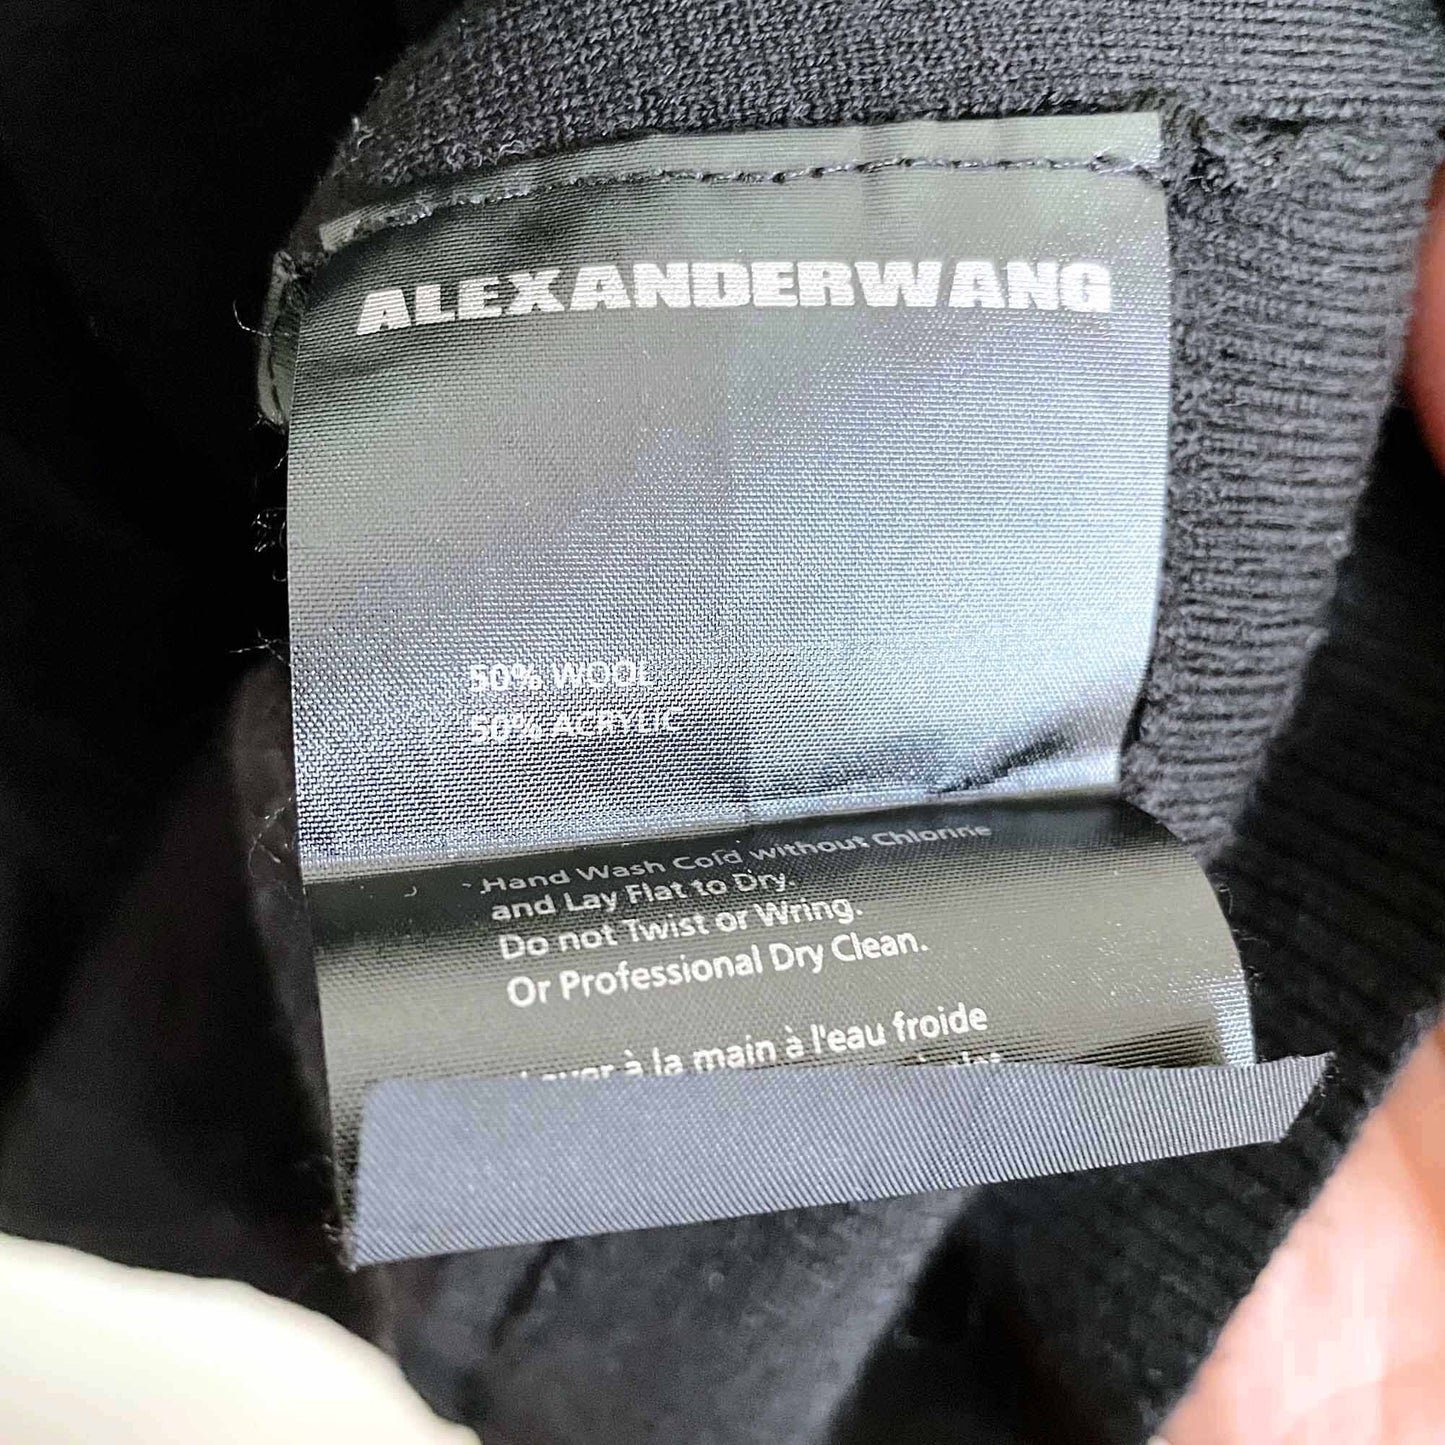 ALEXANDERWANG
50% WOOL
50% ACRYLIC
Hand Wash Cold without Chlorine
and Lay Flat to Dry.
Do not Twist or Wring.
Or Professional Dry Clean.
Laver à la main à l'eau froide